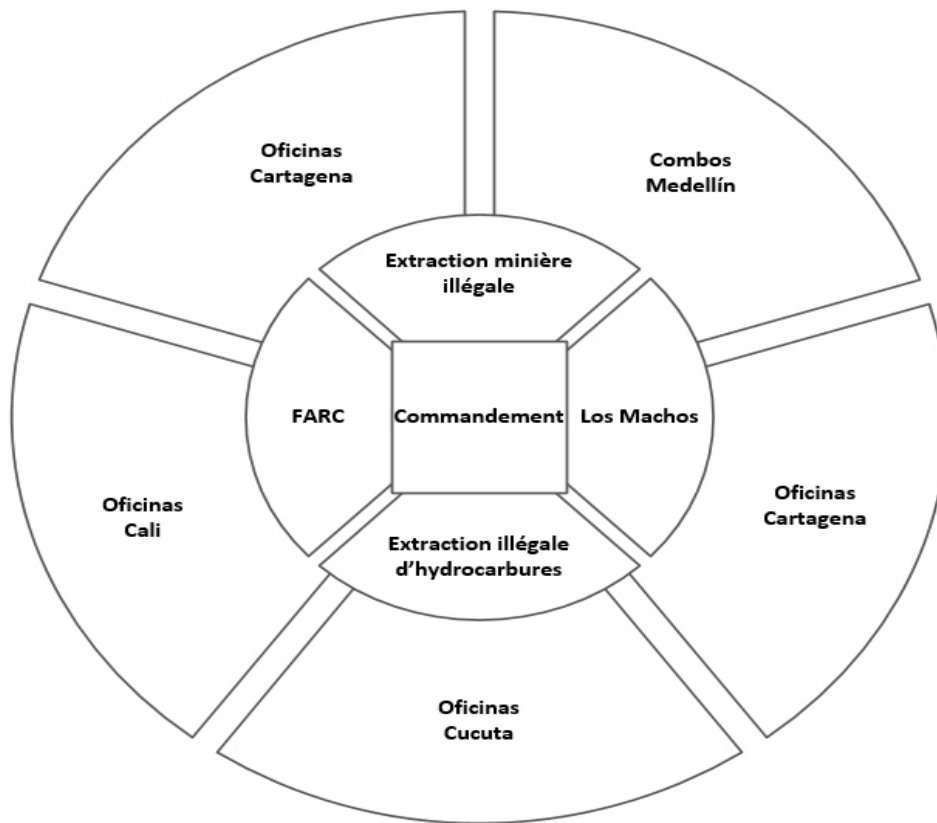 Oficinas
Cartagena
Combos
Medellín
Extraction minière
illégale
FARC
Commandement
Los Machos
Oficinas
Cali
Oficinas
Cartagena
Extraction illégale
d'hydrocarbures
Oficinas
Cucuta